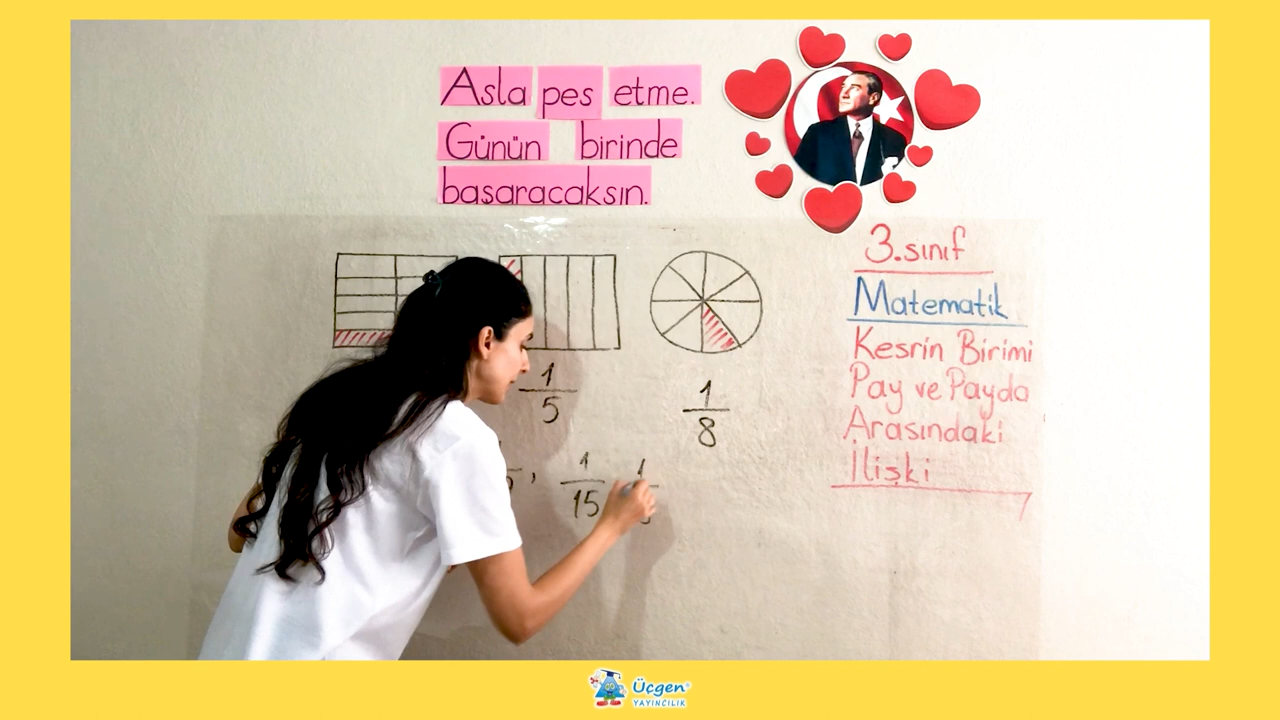 Asla pes etme.
Günün birinde
başaracaksın.
3.sınıf
Matematik
Kesrin Birimi
Pay ve Payda
Arasındaki
İlişki
1/5
1/8
, 1/15
Üçgen
YAYINCILIK